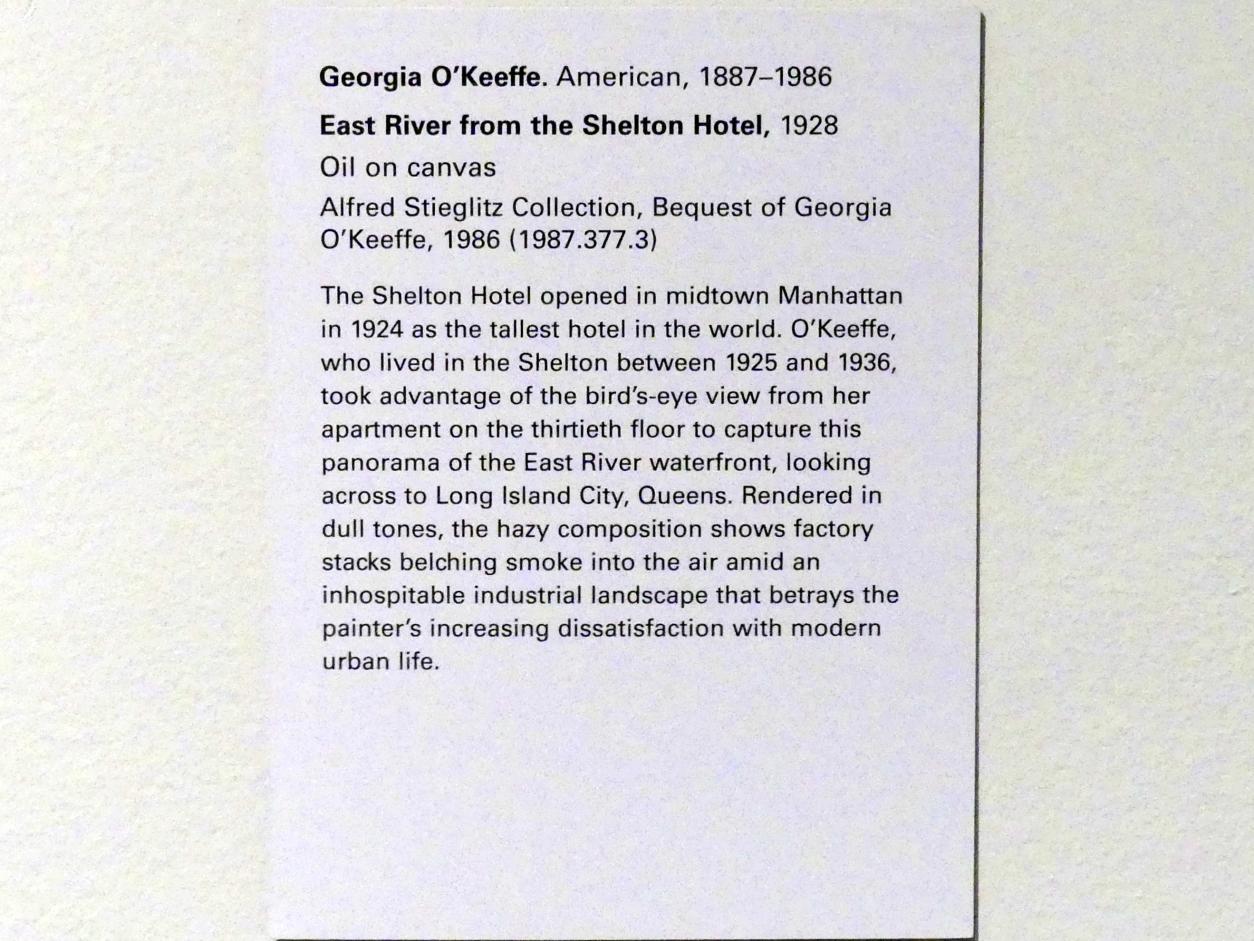 Georgia O'Keeffe. American, 1887–1986
East River from the Shelton Hotel, 1928
Oil on canvas
Alfred Stieglitz Collection, Bequest of Georgia
O'Keeffe, 1986 (1987.377.3)
The Shelton Hotel opened in midtown Manhattan
in 1924 as the tallest hotel in the world. O'Keeffe,
who lived in the Shelton between 1925 and 1936,
took advantage of the bird's-eye view from her
apartment on the thirtieth floor to capture this
panorama of the East River waterfront, looking
across to Long Island City, Queens. Rendered in
dull tones, the hazy composition shows factory
stacks belching smoke into the air amid an
inhospitable industrial landscape that betrays the
painter's increasing dissatisfaction with modern
urban life.